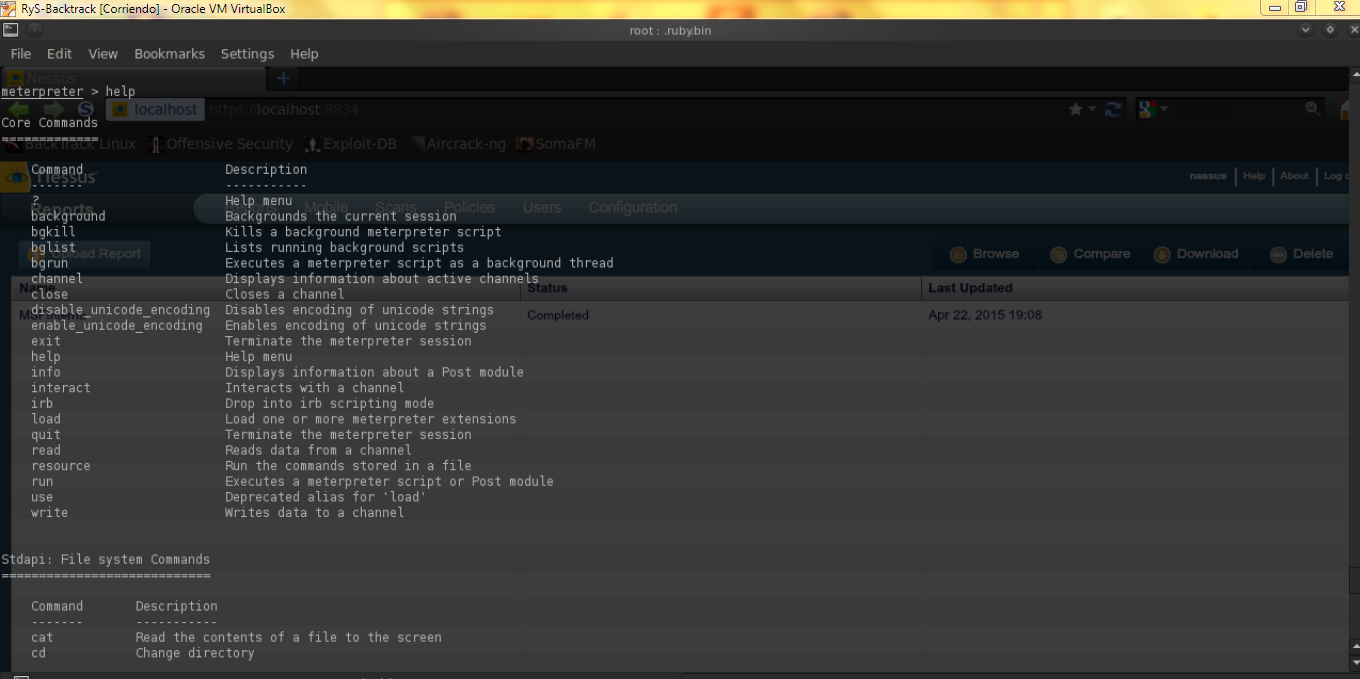 RyS-Backtrack [Corriendo] - Oracle VM VirtualBox
root : .ruby.bin
File Edit View Bookmarks Settings Help
Nessus
meterpreter > help
localhost https://localhost:8834
Core Commands
=============
BackTrack Linux Offensive Security Exploit-DB Aircrack-ng SomaFM
Command Description
------- -----------
Nessus
nessus Help About Log o
? Help menu
Reports Reports Mobile Scans Policies Users Configuration
background Backgrounds the current session
bgkill Kills a background meterpreter script
bglist Lists running background scripts
Upload Report Browse Compare Download Delete
bgrun Executes a meterpreter script as a background thread
channel Displays information about active channels
Name Status Last Updated
close Closes a channel
disable_unicode_encoding Disables encoding of unicode strings
Completed Apr 22, 2015 19:08
enable_unicode_encoding Enables encoding of unicode strings
exit Terminate the meterpreter session
help Help menu
info Displays information about a Post module
interact Interacts with a channel
irb Drop into irb scripting mode
load Load one or more meterpreter extensions
quit Terminate the meterpreter session
read Reads data from a channel
resource Run the commands stored in a file
run Executes a meterpreter script or Post module
use Deprecated alias for 'load'
write Writes data to a channel
Stdapi: File system Commands
============================
Command Description
------- -----------
cat Read the contents of a file to the screen
cd Change directory